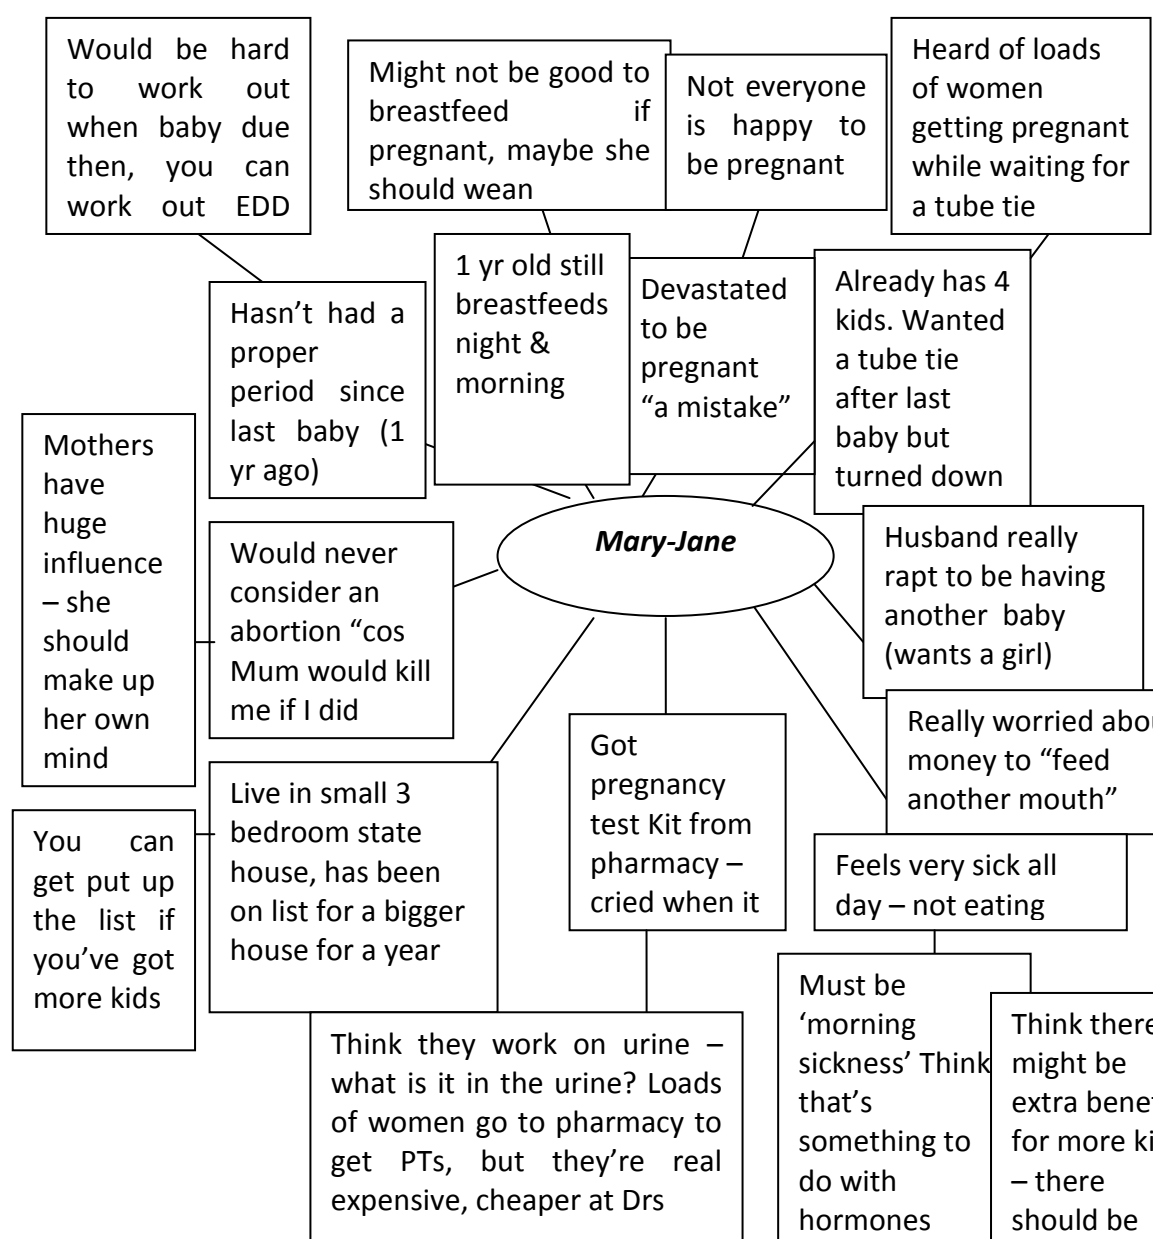 Would be hard
to work out
when baby due
then, you can
work out EDD
Might not be good to
breastfeed if
pregnant, maybe she
should wean
Not everyone
is happy to
be pregnant
Heard of loads
of women
getting pregnant
while waiting for
a tube tie
Hasn't had a
proper
period since
last baby (1
yr ago)
1 yr old still
breastfeeds
night &
morning
Devastated
to be
pregnant
“a mistake”
Already has 4
kids. Wanted
a tube tie
after last
baby but
turned down
Mothers
have
huge
influence
– she
should
make up
her own
mind
Would never
consider an
abortion “cos
Mum would kill
me if I did
Mary-Jane
Husband really
rapt to be having
another baby
(wants a girl)
Really worried
money to “feed
another mouth”
You can
get put up
the list if
you've got
more kids
Live in small 3
bedroom state
house, has been
on list for a bigger
house for a year
Got
pregnancy
test Kit from
pharmacy –
cried when it
Feels very sick all
day – not eating
Think they work on urine –
what is it in the urine? Loads
of women go to pharmacy to
get PTs, but they're real
expensive, cheaper at Drs
Must be
‘morning
sickness’ Think
that's
something to
do with
hormones
Think there
might be
extra
for more
– there
should be